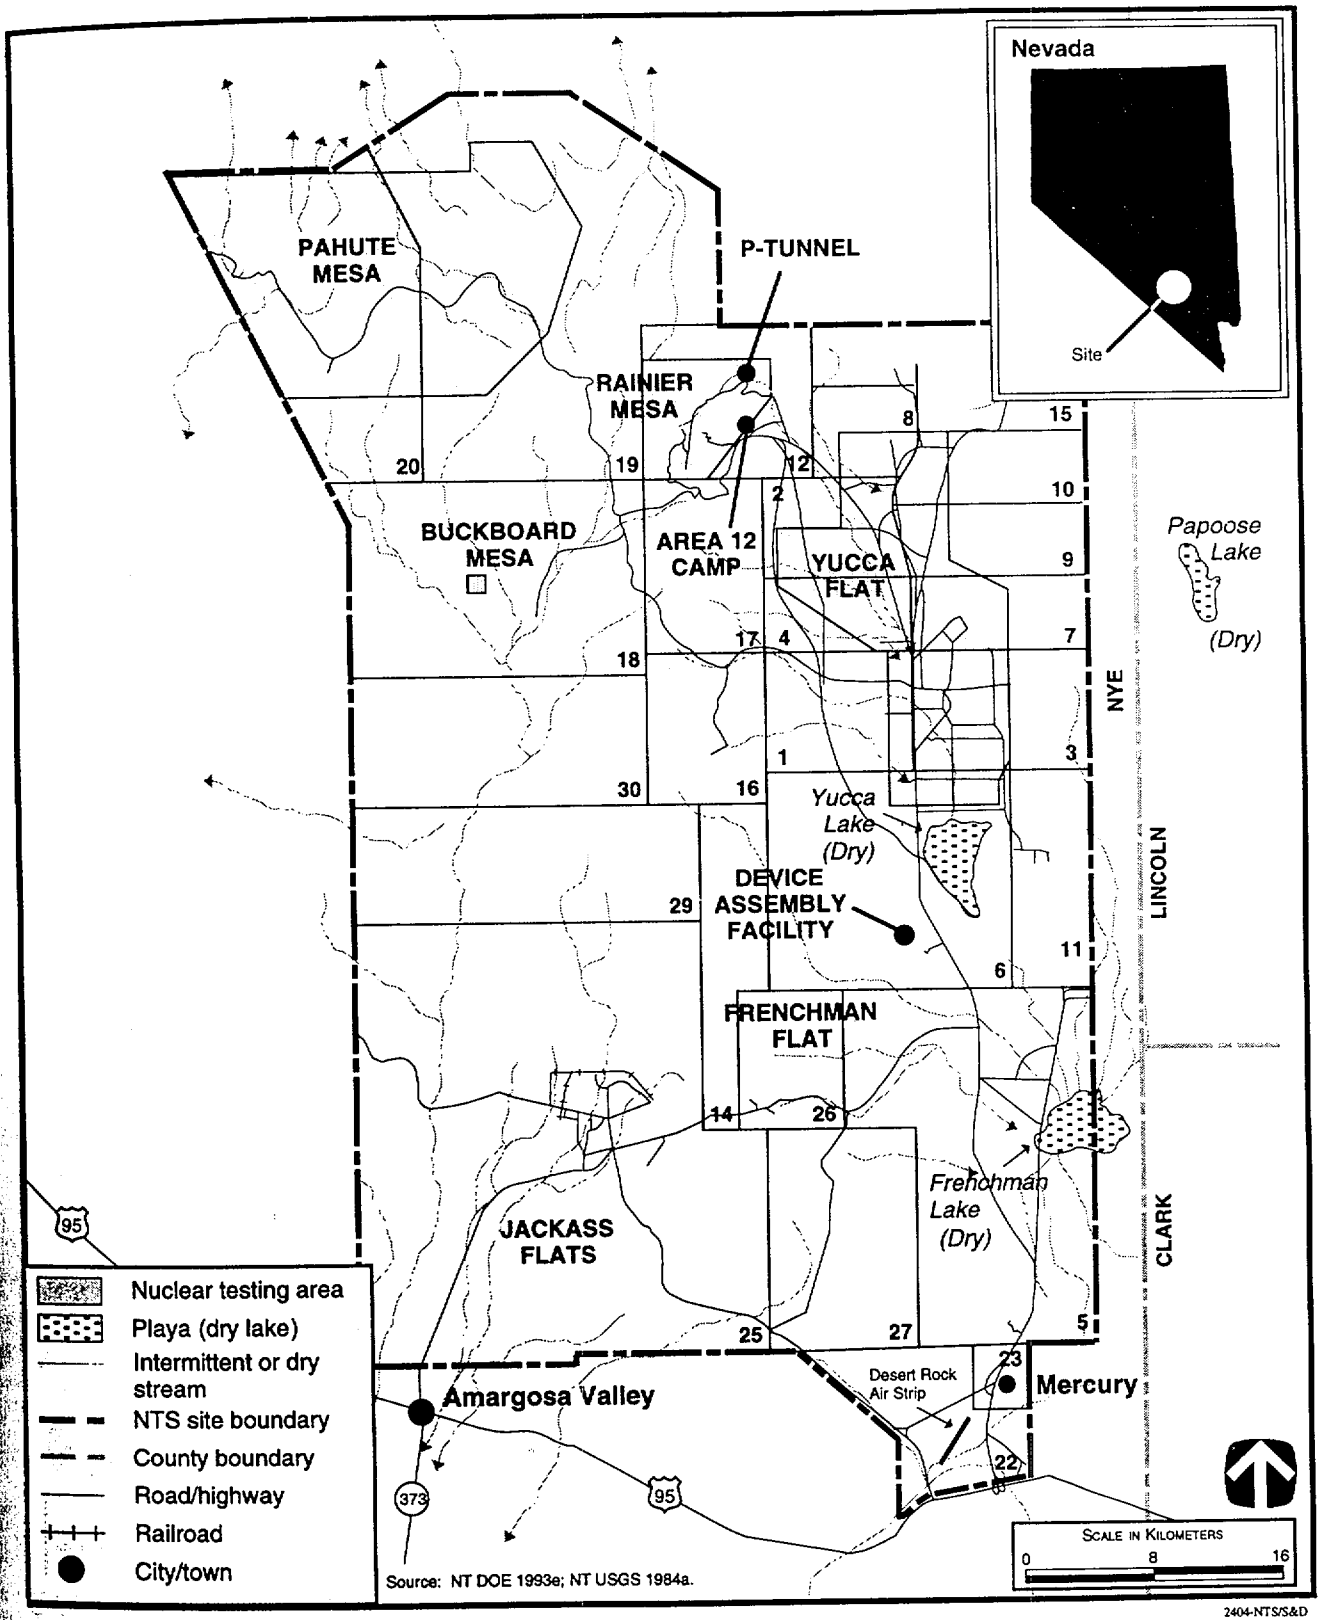 Nevada
Site
P-TUNNEL
PAHUTE
MESA
RAINIER
MESA
8
15
20
19
12
2
10
BUCKBOARD
MESA
AREA 12
CAMP
YUCCA
FLAT
9
Papoose
Lake
(Dry)
17
4
7
18
NYE
1
3
30
16
Yucca
Lake
(Dry)
LINCOLN
DEVICE
ASSEMBLY
FACILITY
29
11
6
FRENCHMAN
FLAT
14
26
Frenchman
Lake
(Dry)
CLARK
95
JACKASS
FLATS
25
27
5
23
Desert Rock
Air Strip
Mercury
22
Amargosa Valley
373
95
Nuclear testing area
Playa (dry lake)
Intermittent or dry
stream
NTS site boundary
County boundary
Road/highway
Railroad
City/town
Source: NT DOE 1993e; NT USGS 1984a.
SCALE IN KILOMETERS
0 8 16
2404-NTS/S&D